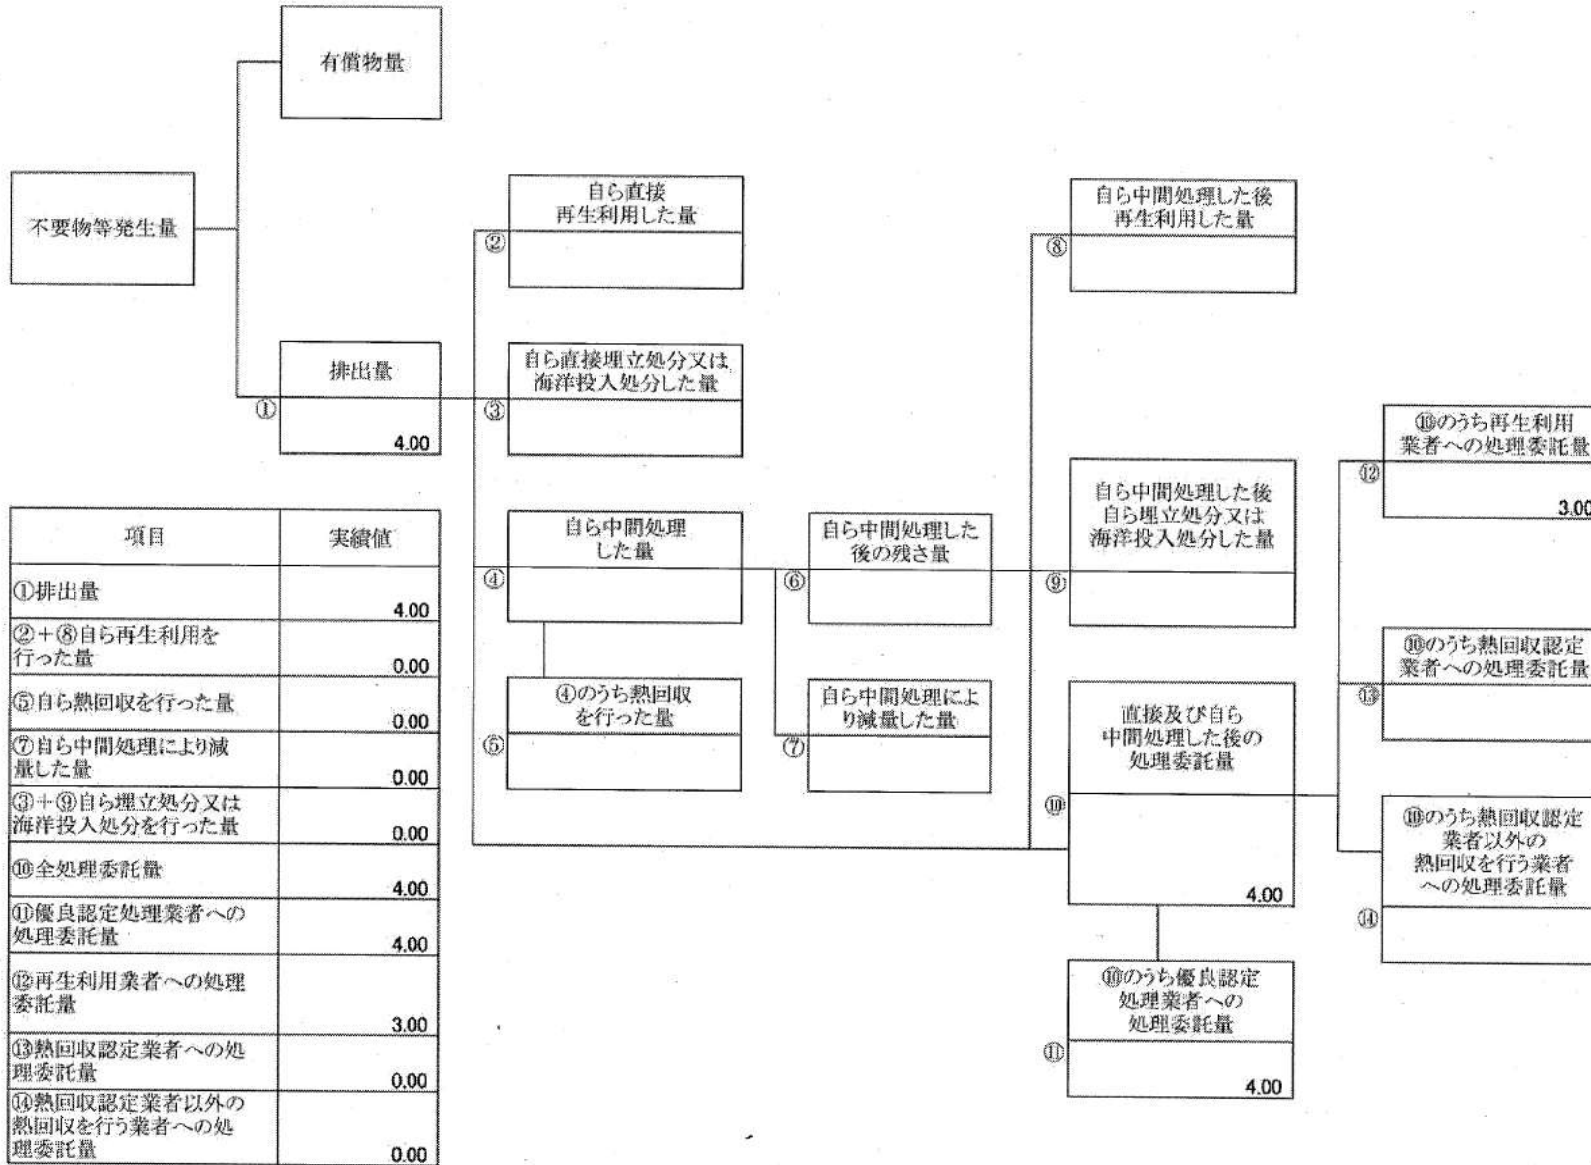 有償物量
不要物等発生量
排出量
①
4.00
自ら直接
再生利用した量
②
自ら直接埋立処分又は
海洋投入処分した量
③
自ら中間処理
した量
④
④のうち熱回収
を行った量
⑤
自ら中間処理した
後の残さ量
⑥
自ら中間処理によ
り減量した量
⑦
自ら中間処理した後
再生利用した量
⑧
自ら中間処理した後
自ら埋立処分又は
海洋投入処分した量
⑨
直接及び自ら
中間処理した後の
処理委託量
⑩
4.00
⑩のうち優良認定
処理業者への
処理委託量
⑪
4.00
⑩のうち再生利用
業者への処理委託量
⑫
3.00
⑩のうち熱回収認定
業者への処理委託量
⑬
⑩のうち熱回収認定
業者以外の
熱回収を行う業者
への処理委託量
⑭
項目 実績値
①排出量 4.00
②+⑧自ら再生利用を
行った量 0.00
⑤自ら熱回収を行った量 0.00
⑦自ら中間処理により減
量した量 0.00
③+⑨自ら埋立処分又は
海洋投入処分を行った量 0.00
⑩全処理委託量 4.00
⑪優良認定処理業者への
処理委託量 4.00
⑫再生利用業者への処理
委託量 3.00
⑬熱回収認定業者への処
理委託量 0.00
⑭熱回収認定業者以外の
熱回収を行う業者への処
理委託量 0.00